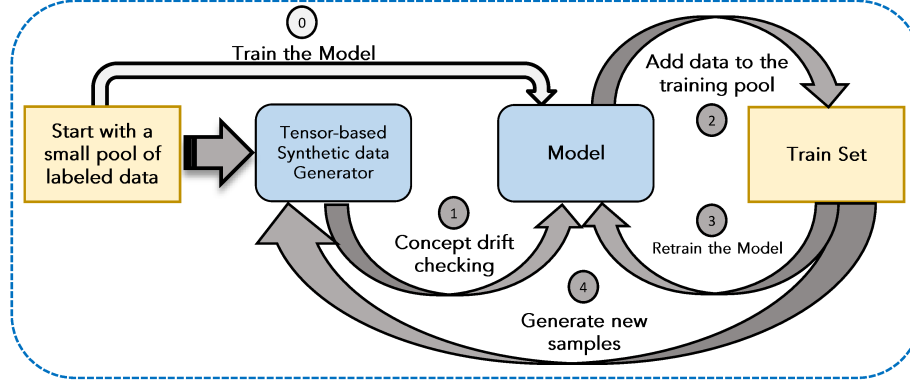 0
Train the Model
Start with a
small pool of
labeled data
Tensor-based
Synthetic data
Generator
Model
Add data to the
training pool
2
Train Set
1
Concept drift
checking
3
Retrain the Model
4
Generate new
samples